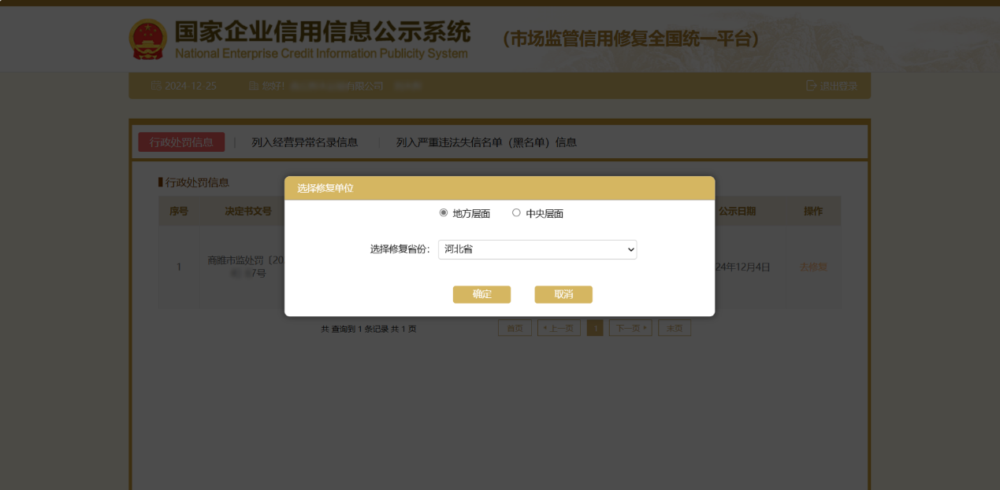 国家企业信用信息公示系统
National Enterprise Credit Information Publicity System
(市场监管信用修复全国统一平台)
2024-12-25 您好! 有限公司 退出登录
行政处罚信息 | 列入经营异常名录信息 | 列入严重违法失信名单（黑名单）信息
行政处罚信息
序号 决定书文号 公示日期 操作
选择修复单位
地方层面 中央层面
选择修复省份： 河北省
确定 取消
1 商睢市监处罚〔20 24年12月4日 去修复
7号
共 查询到 1 条记录 共 1 页 首页 上一页 1 下一页 末页